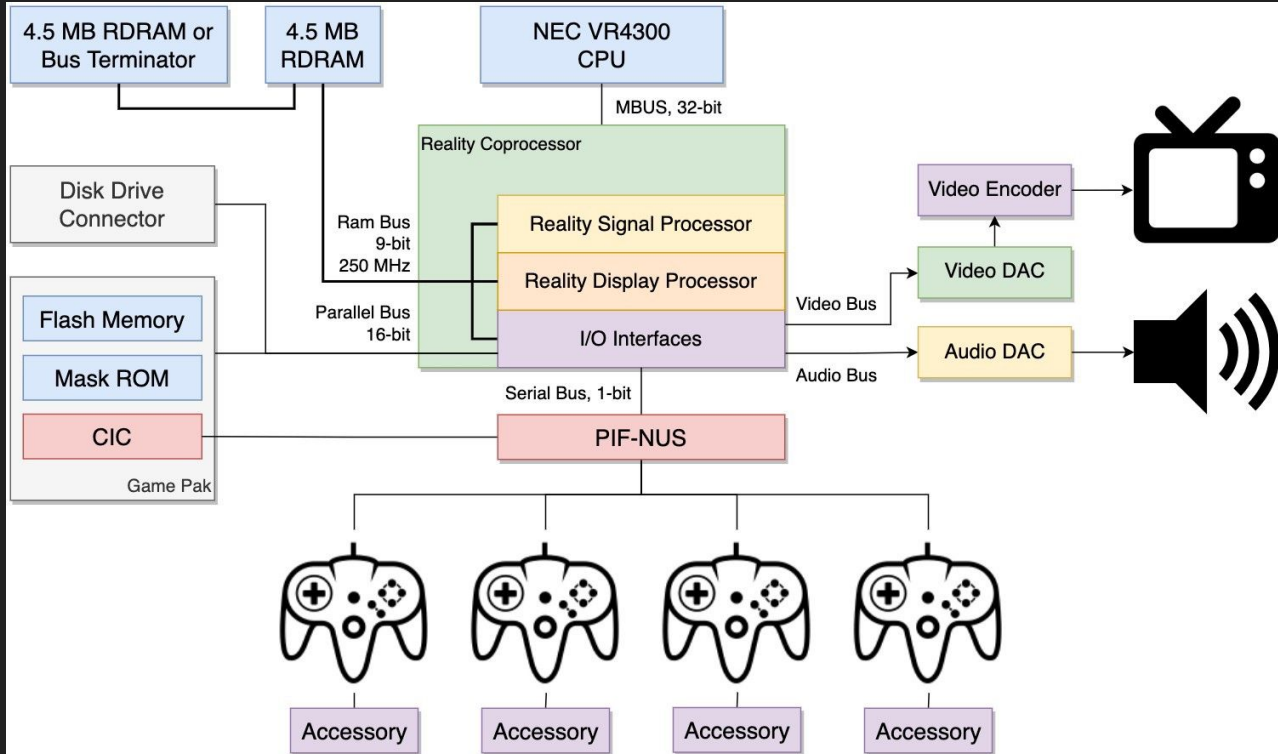 4.5 MB RDRAM or
Bus Terminator
4.5 MB
RDRAM
NEC VR4300
CPU
MBUS, 32-bit
Reality Coprocessor
Disk Drive
Connector
Ram Bus
9-bit
250 MHz
Reality Signal Processor
Reality Display Processor
I/O Interfaces
Parallel Bus
16-bit
Video Encoder
Video DAC
Video Bus
Audio DAC
Audio Bus
Flash Memory
Mask ROM
CIC
Game Pak
Serial Bus, 1-bit
PIF-NUS
Accessory
Accessory
Accessory
Accessory